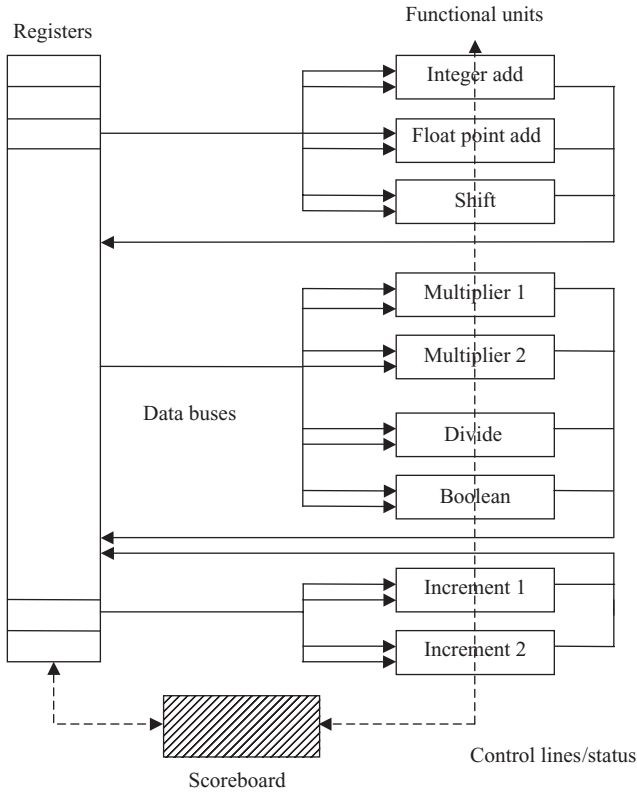 Functional units
Registers
Integer add
Float point add
Shift
Multiplier 1
Multiplier 2
Data buses
Divide
Boolean
Increment 1
Increment 2
Control lines/status
Scoreboard